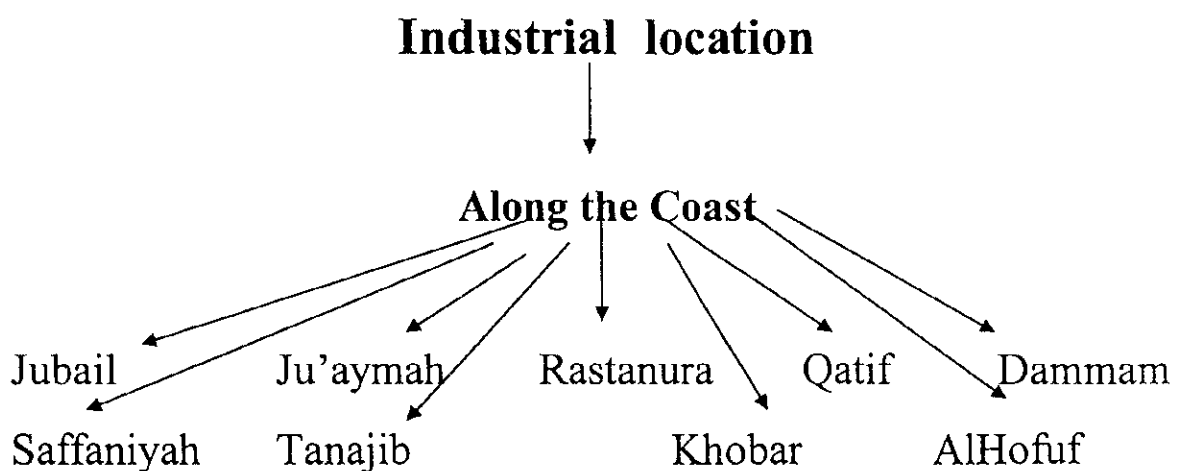 Industrial location
Along the Coast
Jubail Ju'aymah Rastanura Qatif Dammam
Saffaniyah Tanajib Khobar AlHofuf